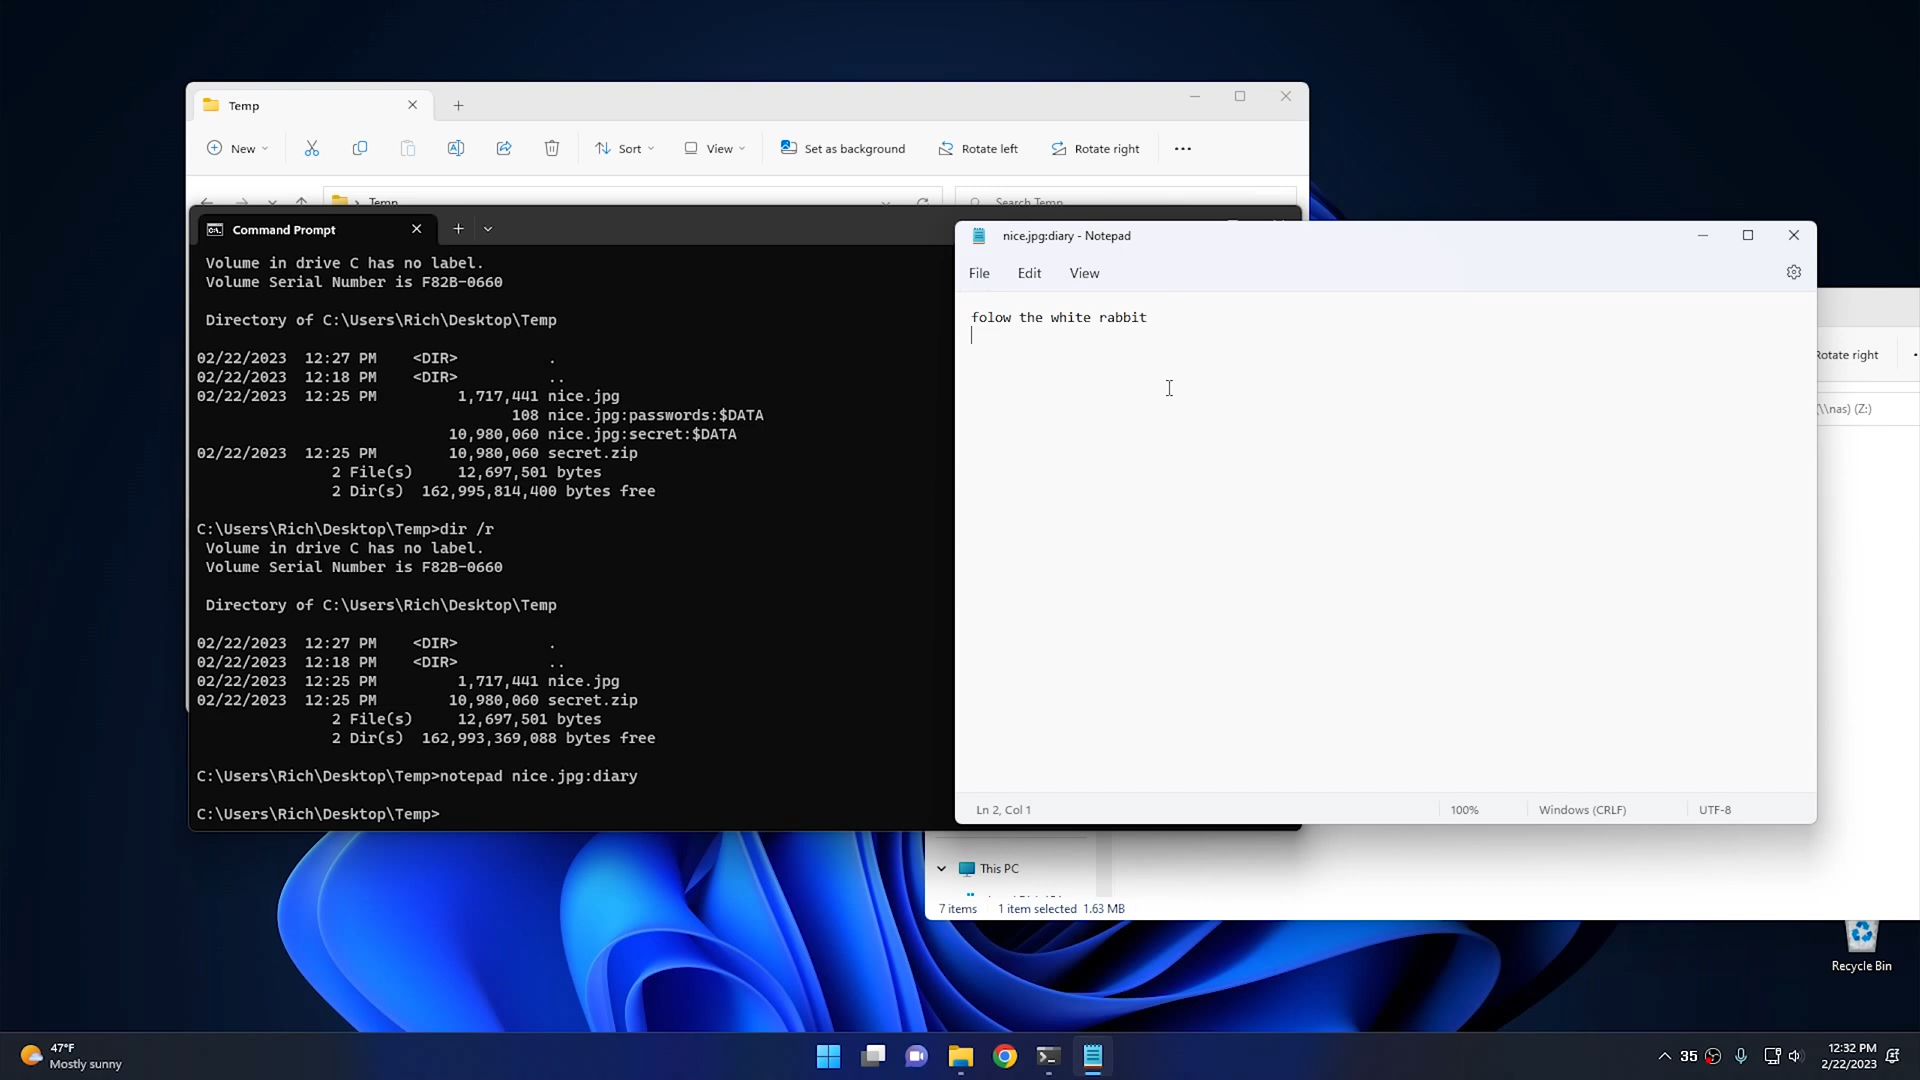 Temp
New
Sort
View
Set as background
Rotate left
Rotate right
Temp
Search Temp
Command Prompt
Volume in drive C has no label.
Volume Serial Number is F82B-0660
Directory of C:\Users\Rich\Desktop\Temp
02/22/2023  12:27 PM    <DIR>          .
02/22/2023  12:18 PM    <DIR>          ..
02/22/2023  12:25 PM         1,717,441 nice.jpg
108 nice.jpg:passwords:$DATA
10,980,060 nice.jpg:secret:$DATA
02/22/2023  12:25 PM        10,980,060 secret.zip
2 File(s)     12,697,501 bytes
2 Dir(s)  162,995,814,400 bytes free
C:\Users\Rich\Desktop\Temp>dir /r
Volume in drive C has no label.
Volume Serial Number is F82B-0660
Directory of C:\Users\Rich\Desktop\Temp
02/22/2023  12:27 PM    <DIR>          .
02/22/2023  12:18 PM    <DIR>          ..
02/22/2023  12:25 PM         1,717,441 nice.jpg
02/22/2023  12:25 PM        10,980,060 secret.zip
2 File(s)     12,697,501 bytes
2 Dir(s)  162,993,369,088 bytes free
C:\Users\Rich\Desktop\Temp>notepad nice.jpg:diary
C:\Users\Rich\Desktop\Temp>
nice.jpg:diary - Notepad
File Edit View
folow the white rabbit
Ln 2, Col 1
100%
Windows (CRLF)
UTF-8
Rotate right
(\\nas) (Z:)
This PC
7 items 1 item selected 1.63 MB
Recycle Bin
47°F
Mostly sunny
35
12:32 PM
2/22/2023